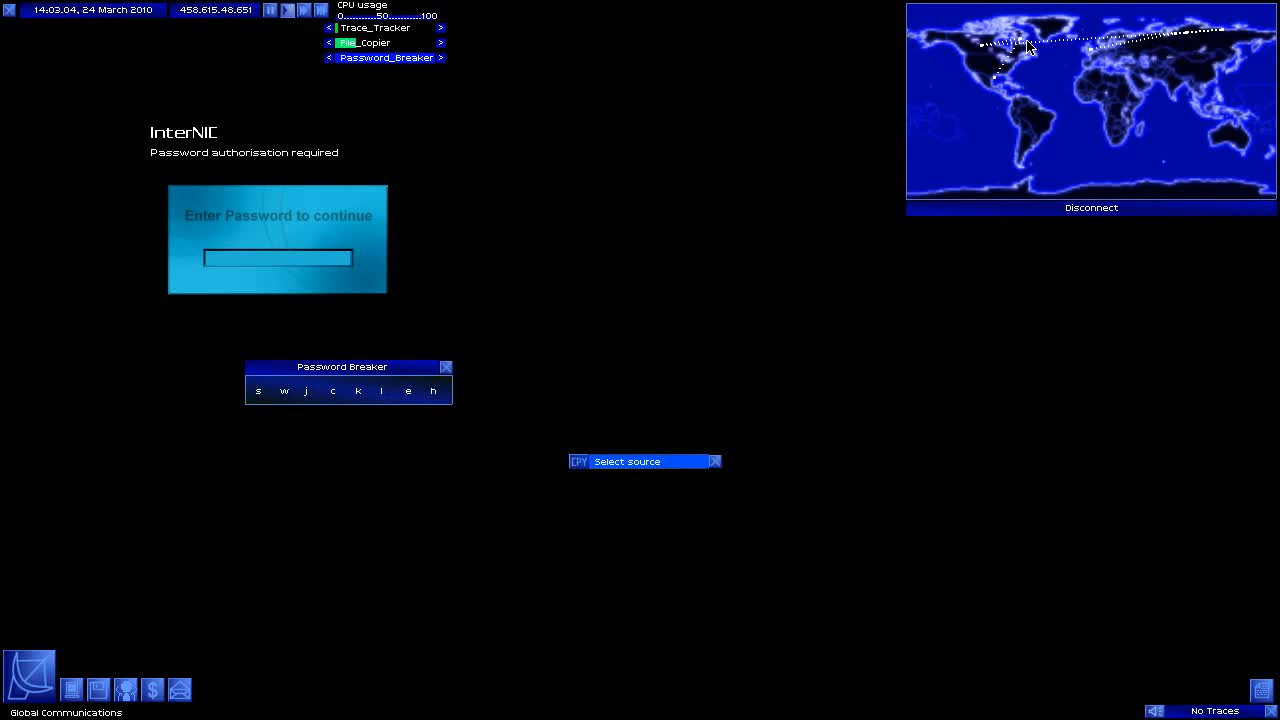 14:03.04, 24 March 2010
458.615.48.651
CPU usage
0............50...........100
< Trace_Tracker >
< File_Copier >
< Password_Breaker >
InterNIC
Password authorisation required
Enter Password to continue
Disconnect
Password Breaker
s w j c k l e h
CPY Select source
$
Global Communications
No Traces